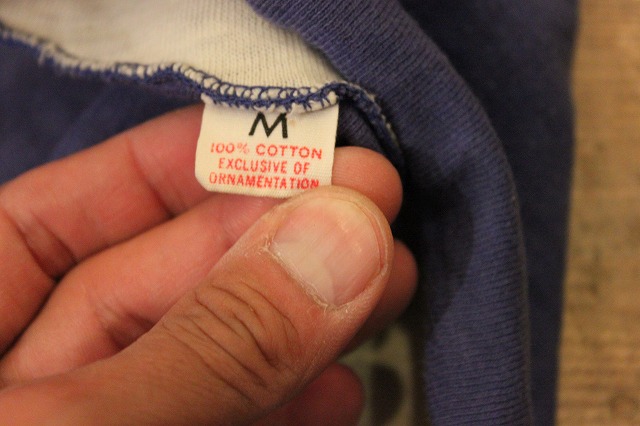 M
100% COTTON
EXCLUSIVE OF
ORNAMENTATION